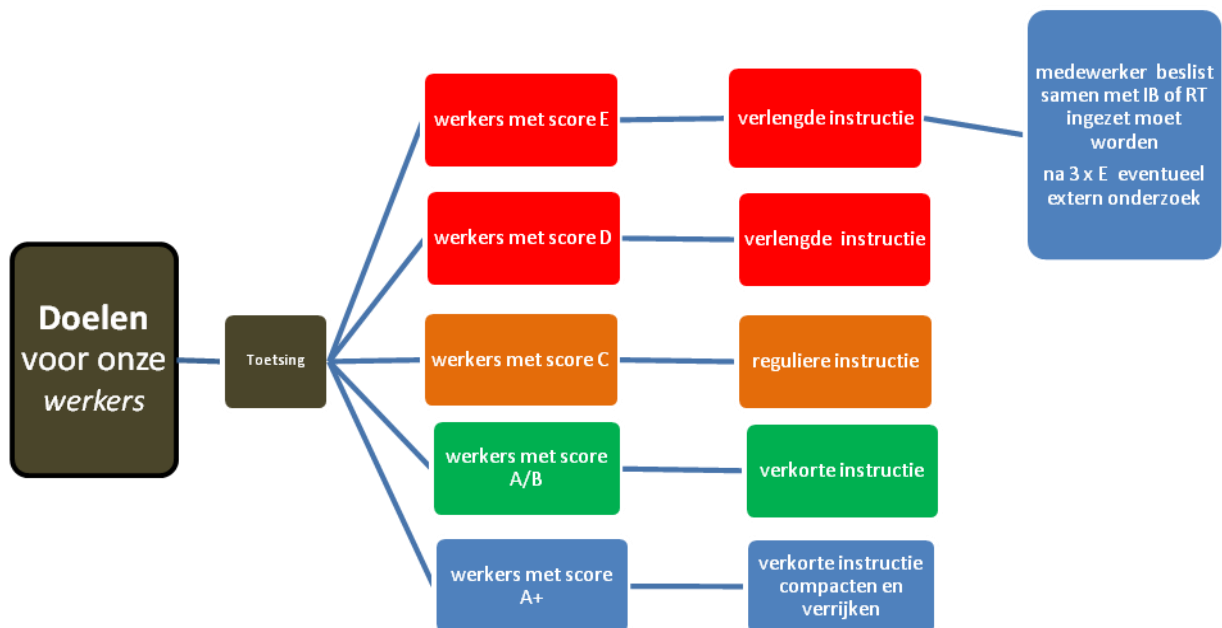 Doelen
voor onze
werkers
Toetsing
werkers met score E
verlengde instructie
medewerker beslist
samen met IB of RT
ingezet moet
worden
na 3 x E eventueel
extern onderzoek
werkers met score D
verlengde instructie
werkers met score C
reguliere instructie
werkers met score
A/B
verkorte instructie
werkers met score
A+
verkorte instructie
compacten en
verrijken